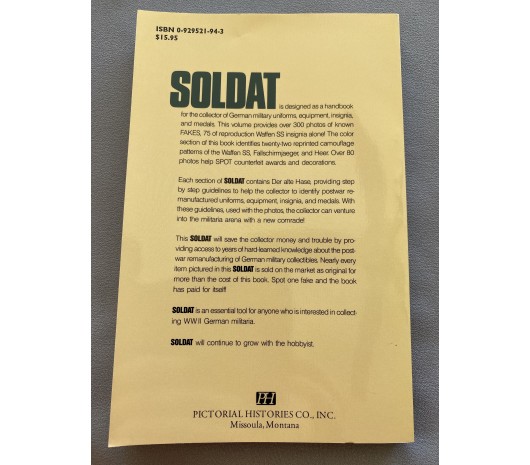 ISBN 0-929521-94-3
$15.95
SOLDAT is designed as a handbook
for the collector of German military uniforms, equipment, insignia,
and medals. This volume provides over 300 photos of known
FAKES, 75 of reproduction Waffen SS insignia alone! The color
section of this book identifies twenty-two reprinted camouflage
patterns of the Waffen SS, Fallschirmjaeger, and Heer. Over 80
photos help SPOT counterfeit awards and decorations.
Each section of SOLDAT contains Der alte Hase, providing step
by step guidelines to help the collector to identify postwar re-
manufactured uniforms, equipment, insignia, and medals. With
these guidelines, used with the photos, the collector can venture
into the militaria arena with a new comrade!
This SOLDAT will save the collector money and trouble by pro-
viding access to years of hard-learned knowledge about the post-
war remanufacturing of German military collectibles. Nearly every
item pictured in this SOLDAT is sold on the market as original for
more than the cost of this book. Spot one fake and the book
has paid for itself!
SOLDAT is an essential tool for anyone who is interested in collect-
ing WWII German militaria.
SOLDAT will continue to grow with the hobbyist.
PH
PICTORIAL HISTORIES CO., INC.
Missoula, Montana